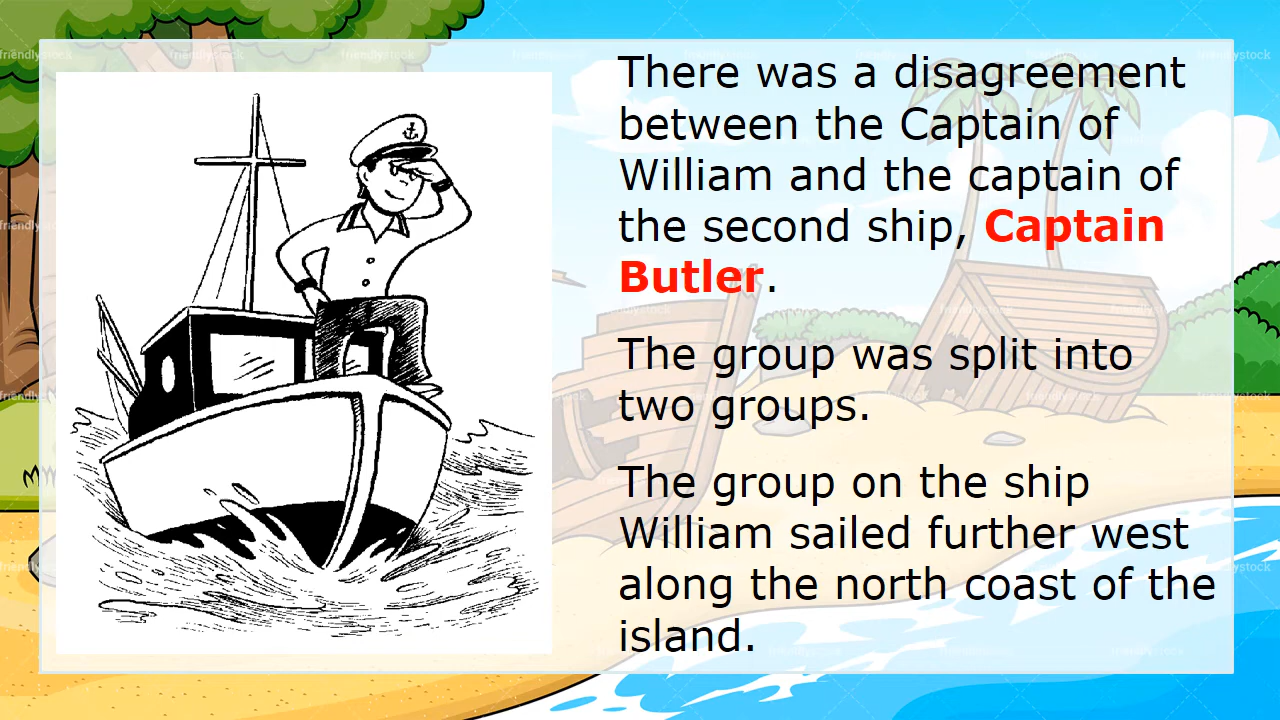 There was a disagreement
between the Captain of
William and the captain of
the second ship, Captain
Butler.
The group was split into
two groups.
The group on the ship
William sailed further west
along the north coast of the
island.